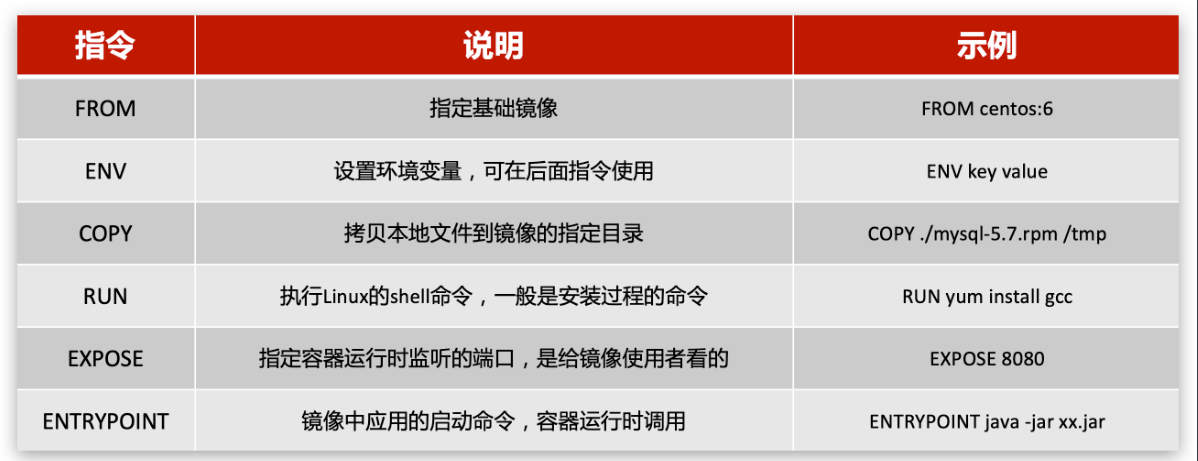 指令 说明 示例
FROM 指定基础镜像 FROM centos:6
ENV 设置环境变量，可在后面指令使用 ENV key value
COPY 拷贝本地文件到镜像的指定目录 COPY ./mysql-5.7.rpm /tmp
RUN 执行Linux的shell命令，一般是安装过程的命令 RUN yum install gcc
EXPOSE 指定容器运行时监听的端口，是给镜像使用者看的 EXPOSE 8080
ENTRYPOINT 镜像中应用的启动命令，容器运行时调用 ENTRYPOINT java -jar xx.jar